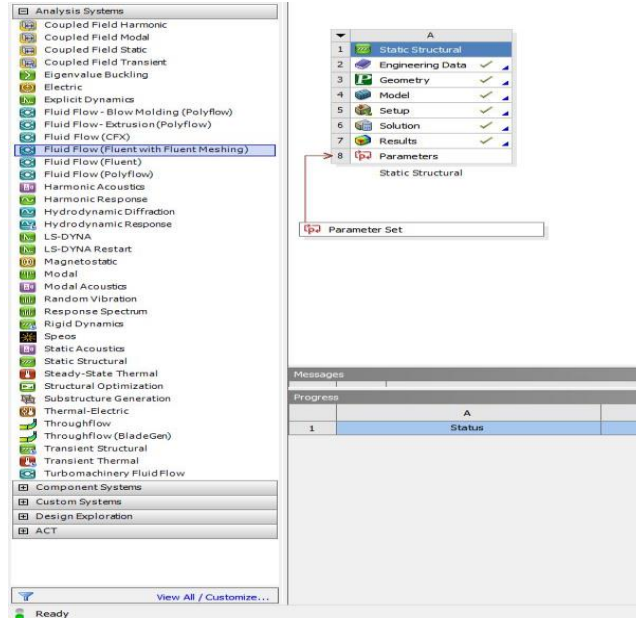 Analysis Systems
Coupled Field Harmonic
Coupled Field Modal
Coupled Field Static
Coupled Field Transient
Eigenvalue Buckling
Electric
Explicit Dynamics
Fluid Flow - Blow Molding (Polyflow)
Fluid Flow - Extrusion (Polyflow)
Fluid Flow (CFX)
Fluid Flow (Fluent with Fluent Meshing)
Fluid Flow (Fluent)
Fluid Flow (Polyflow)
Harmonic Acoustics
Harmonic Response
Hydrodynamic Diffraction
Hydrodynamic Response
LS-DYNA
LS-DYNA Restart
Magnetostatic
Modal
Modal Acoustics
Random Vibration
Response Spectrum
Rigid Dynamics
Speos
Static Acoustics
Static Structural
Steady-State Thermal
Structural Optimization
Substructure Generation
Thermal-Electric
Throughflow
Throughflow (BladeGen)
Transient Structural
Transient Thermal
Turbomachinery Fluid Flow
Component Systems
Custom Systems
Design Exploration
ACT
View All / Customize...
Ready
A
1 Static Structural
2 Engineering Data
3 Geometry
4 Model
5 Setup
6 Solution
7 Results
8 Parameters
Static Structural
Parameter Set
Messages
Progress
A
1 Status